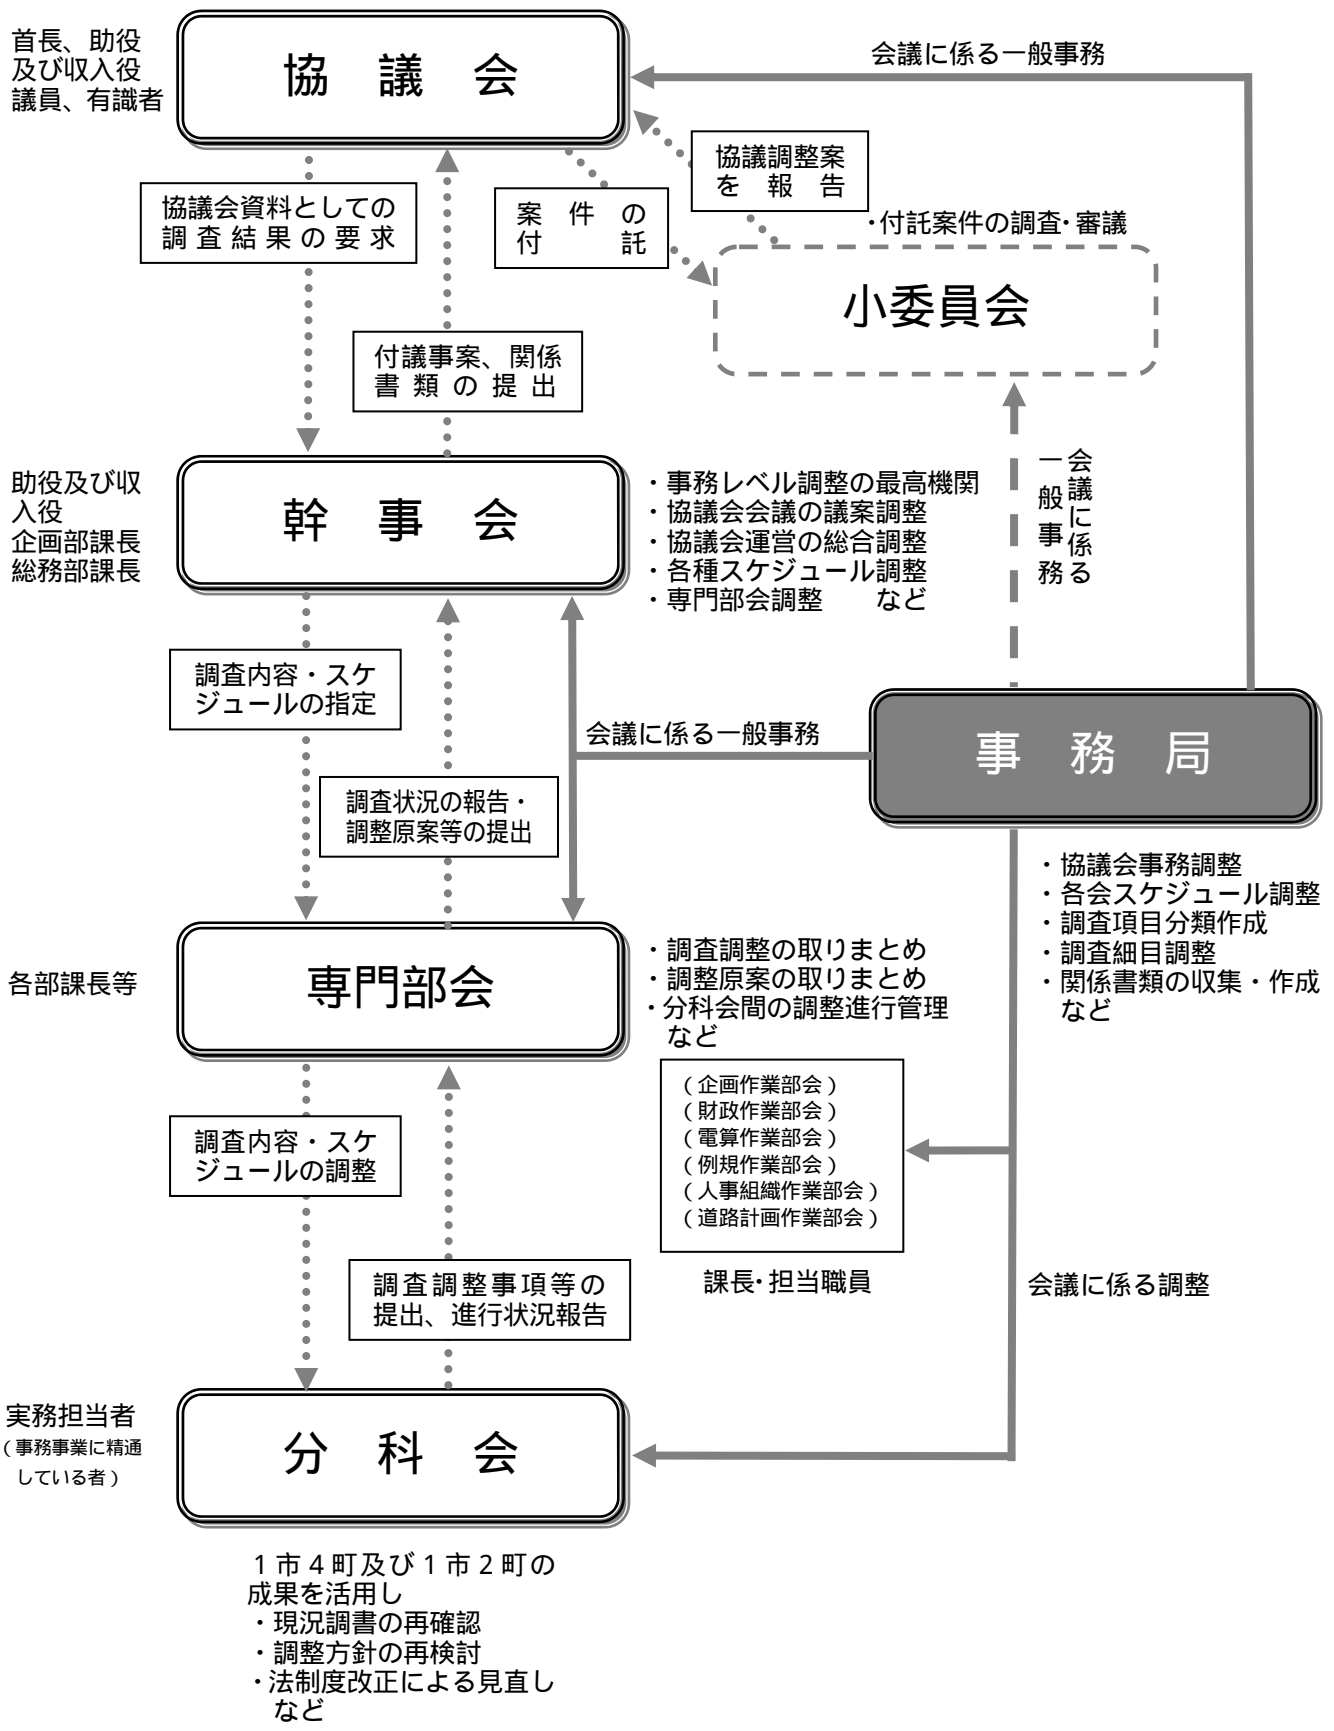 首長、助役
及び収入役
議員、有識者
協　議　会
会議に係る一般事務
協議調整案
を　報　告
協議会資料としての
調査結果の要求
案　件　の
付　　　託
・付託案件の調査・審議
小委員会
付議事案、関係
書類の提出
会議に係る
一般事務
助役及び収
入役
企画部課長
総務部課長
幹　事　会
・事務レベル調整の最高機関
・協議会会議の議案調整
・協議会運営の総合調整
・各種スケジュール調整
・専門部会調整　　など
調査内容・スケ
ジュールの指定
会議に係る一般事務
事　務　局
調査状況の報告・
調整原案等の提出
・協議会事務調整
・各会スケジュール調整
・調査項目分類作成
・調査細目調整
・関係書類の収集・作成
など
各部課長等
専門部会
・調査調整の取りまとめ
・調整原案の取りまとめ
・分科会間の調整進行管理
など
（企画作業部会）
（財政作業部会）
（電算作業部会）
（例規作業部会）
（人事組織作業部会）
（道路計画作業部会）
課長・担当職員
調査内容・スケ
ジュールの調整
調査調整事項等の
提出、進行状況報告
会議に係る調整
実務担当者
（事務事業に精通
している者）
分　科　会
１市４町及び１市２町の
成果を活用し
・現況調書の再確認
・調整方針の再検討
・法制度改正による見直し
など